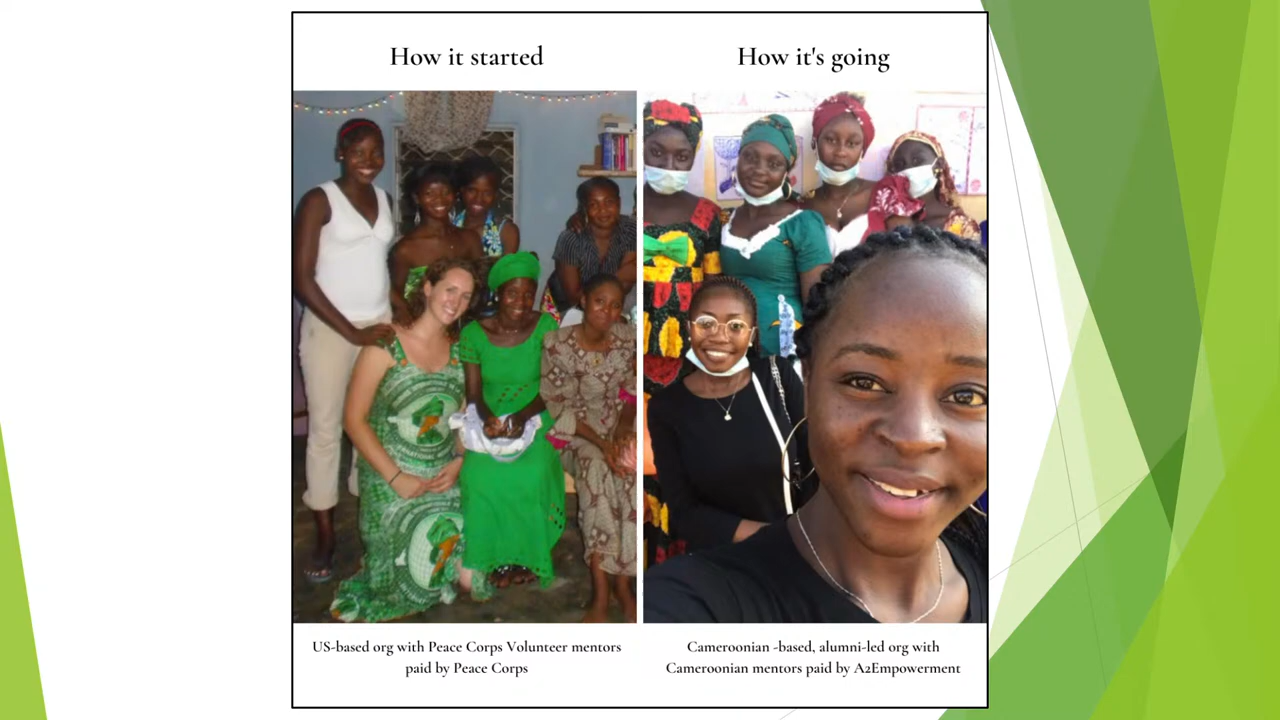 How it started
How it's going
US-based org with Peace Corps Volunteer mentors
paid by Peace Corps
Cameroonian -based, alumni-led org with
Cameroonian mentors paid by A2Empowerment